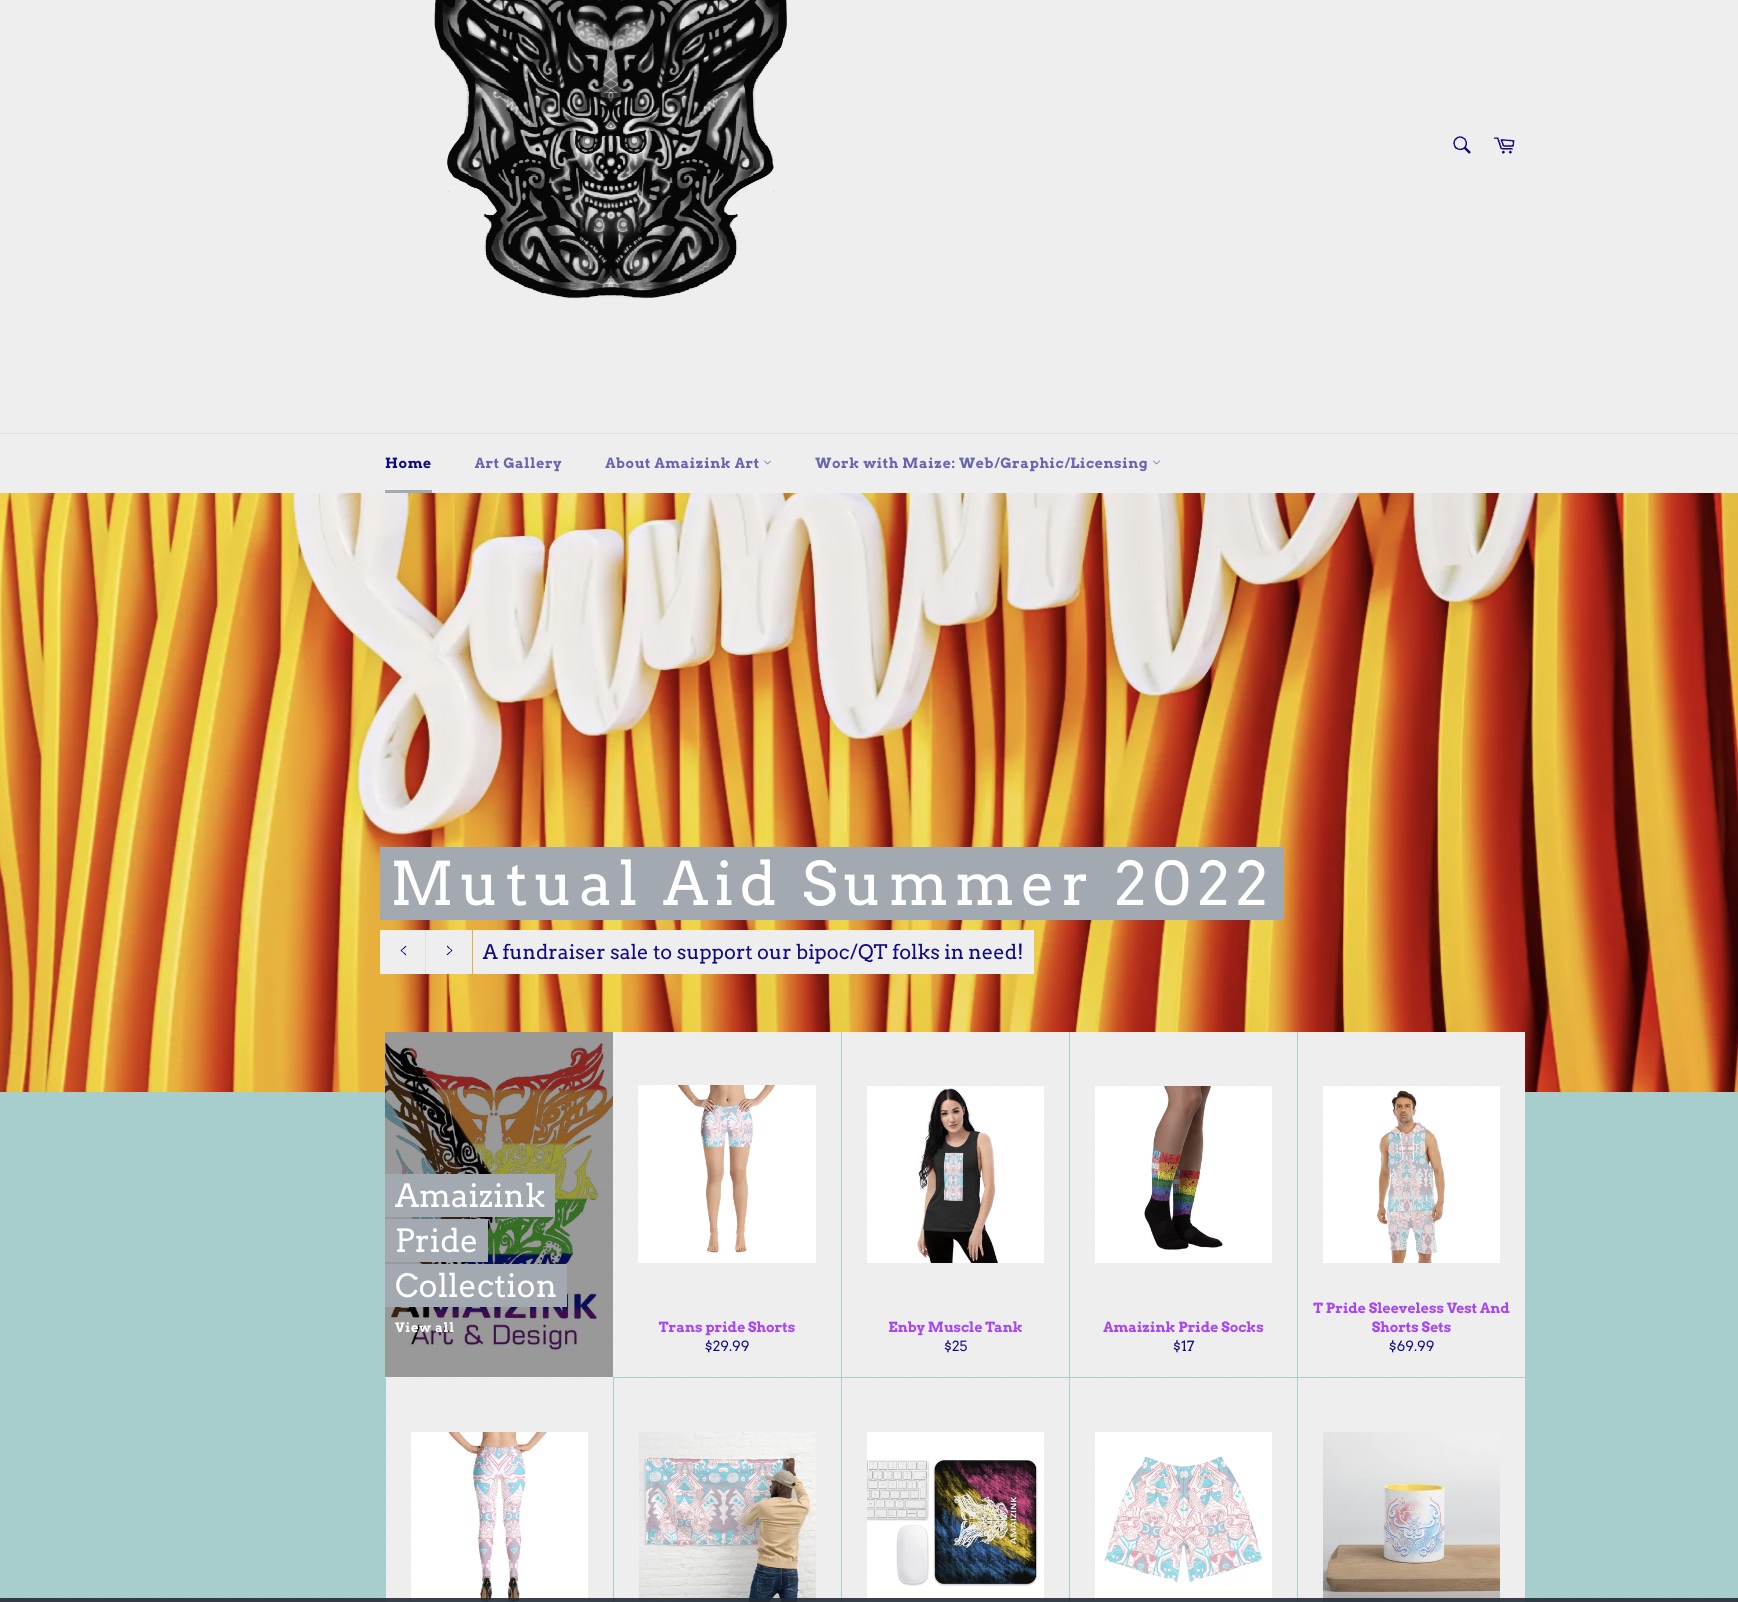 Home
Art Gallery
About Amaizink Art
Work with Maize: Web/Graphic/Licensing
Summer
Mutual Aid Summer 2022
A fundraiser sale to support our bipoc/QT folks in need!
Amaizink
Pride
Collection
AMAIZINK
View all
Art & Design
Trans pride Shorts
$29.99
Enby Muscle Tank
$25
Amaizink Pride Socks
$17
T Pride Sleeveless Vest And
Shorts Sets
$69.99
AMAIZINK